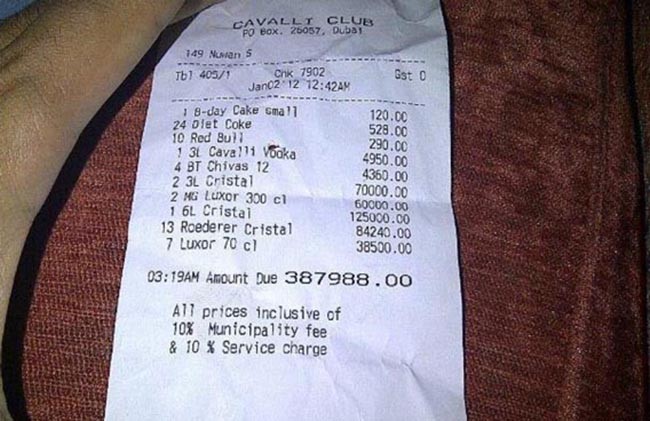 CAVALLI CLUB
PO Box. 26057, Dubai
149 Nuwan S
Tbl 405/1 Chk 7902 Gst 0
Jan02'12 12:42AM
1 B-day Cake small 120.00
24 Diet Coke 528.00
10 Red Bull 290.00
1 3L Cavalli Vodka 4950.00
4 BT Chivas 12 4360.00
2 3L Cristal 70000.00
2 MG Luxor 300 cl 60000.00
1 6L Cristal 125000.00
13 Roederer Cristal 84240.00
7 Luxor 70 cl 38500.00
03:19AM Amount Due 387988.00
All prices inclusive of
10% Municipality fee
& 10 % Service charge